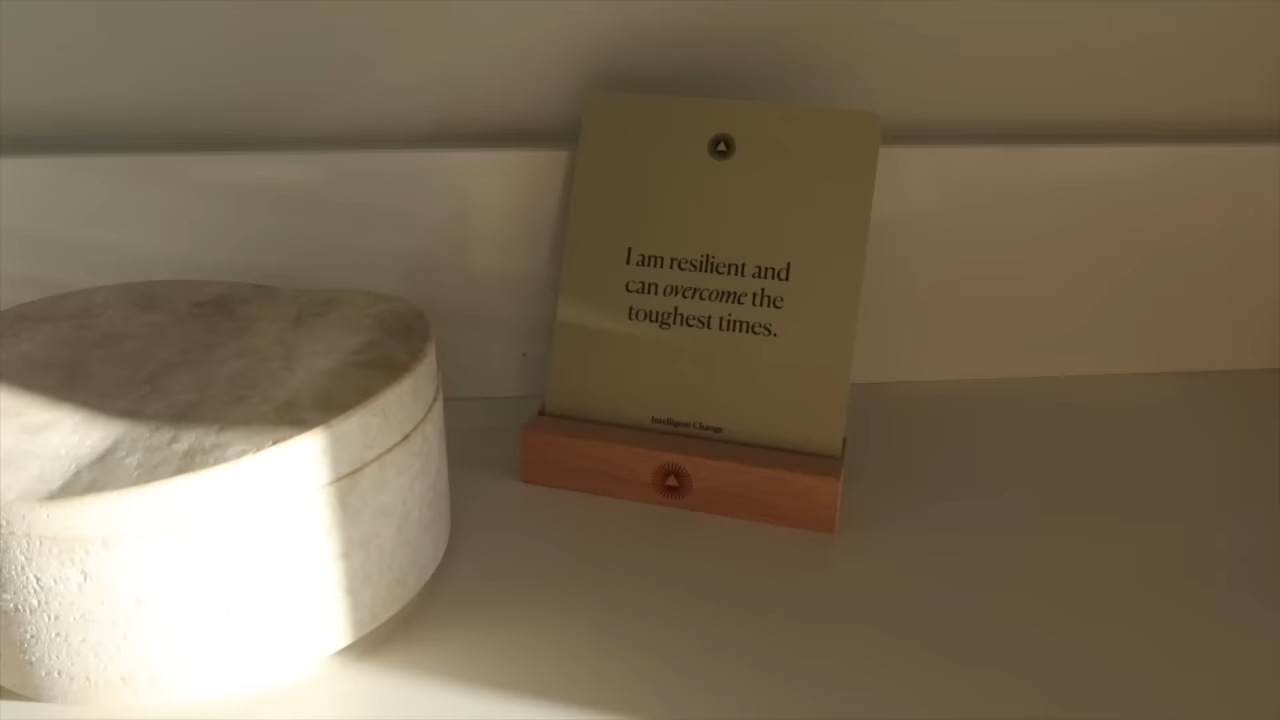 I am resilient and
can overcome the
toughest times.
Intelligent Change